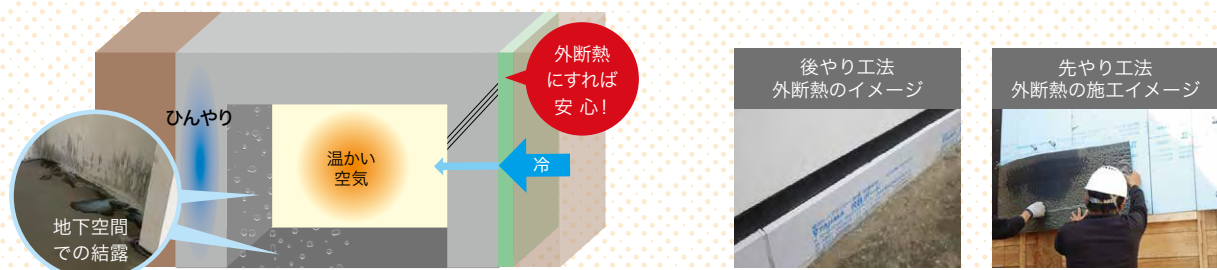 外断熱
にすれば
安心!
ひんやり
温かい
空気
冷
地下空間
での結露
後やり工法
外断熱のイメージ
先やり工法
外断熱の施工イメージ